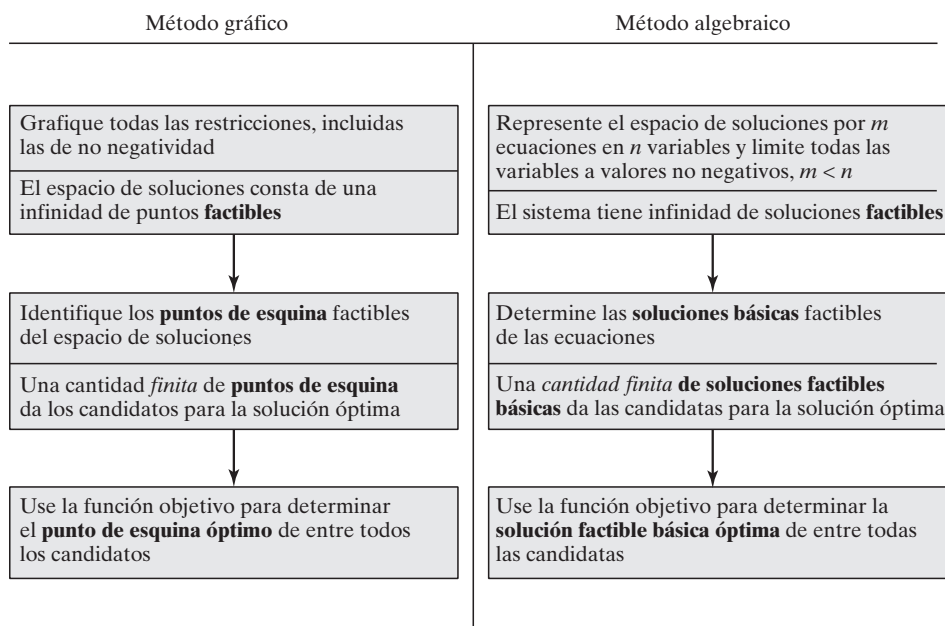 Método gráfico
Grafique todas las restricciones, incluidas
las de no negatividad
El espacio de soluciones consta de una
infinidad de puntos factibles
Identifique los puntos de esquina factibles
del espacio de soluciones
Una cantidad finita de puntos de esquina
da los candidatos para la solución óptima
Use la función objetivo para determinar
el punto de esquina óptimo de entre todos
los candidatos
Método algebraico
Represente el espacio de soluciones por m
ecuaciones en n variables y limite todas las
variables a valores no negativos, m < n
El sistema tiene infinidad de soluciones factibles
Determine las soluciones básicas factibles
de las ecuaciones
Una cantidad finita de soluciones factibles
básicas da las candidatas para la solución óptima
Use la función objetivo para determinar la
solución factible básica óptima de entre todas
las candidatas